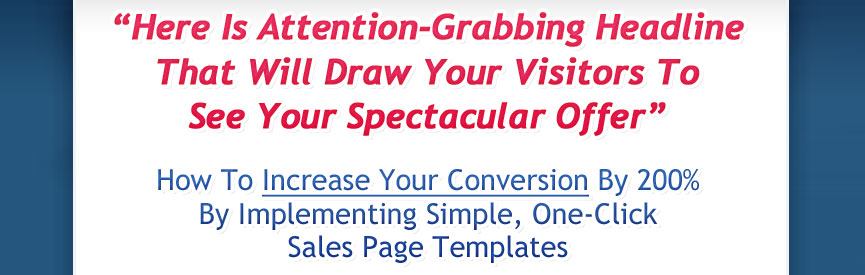 “Here Is Attention-Grabbing Headline
That Will Draw Your Visitors To
See Your Spectacular Offer”
How To Increase Your Conversion By 200%
By Implementing Simple, One-Click
Sales Page Templates